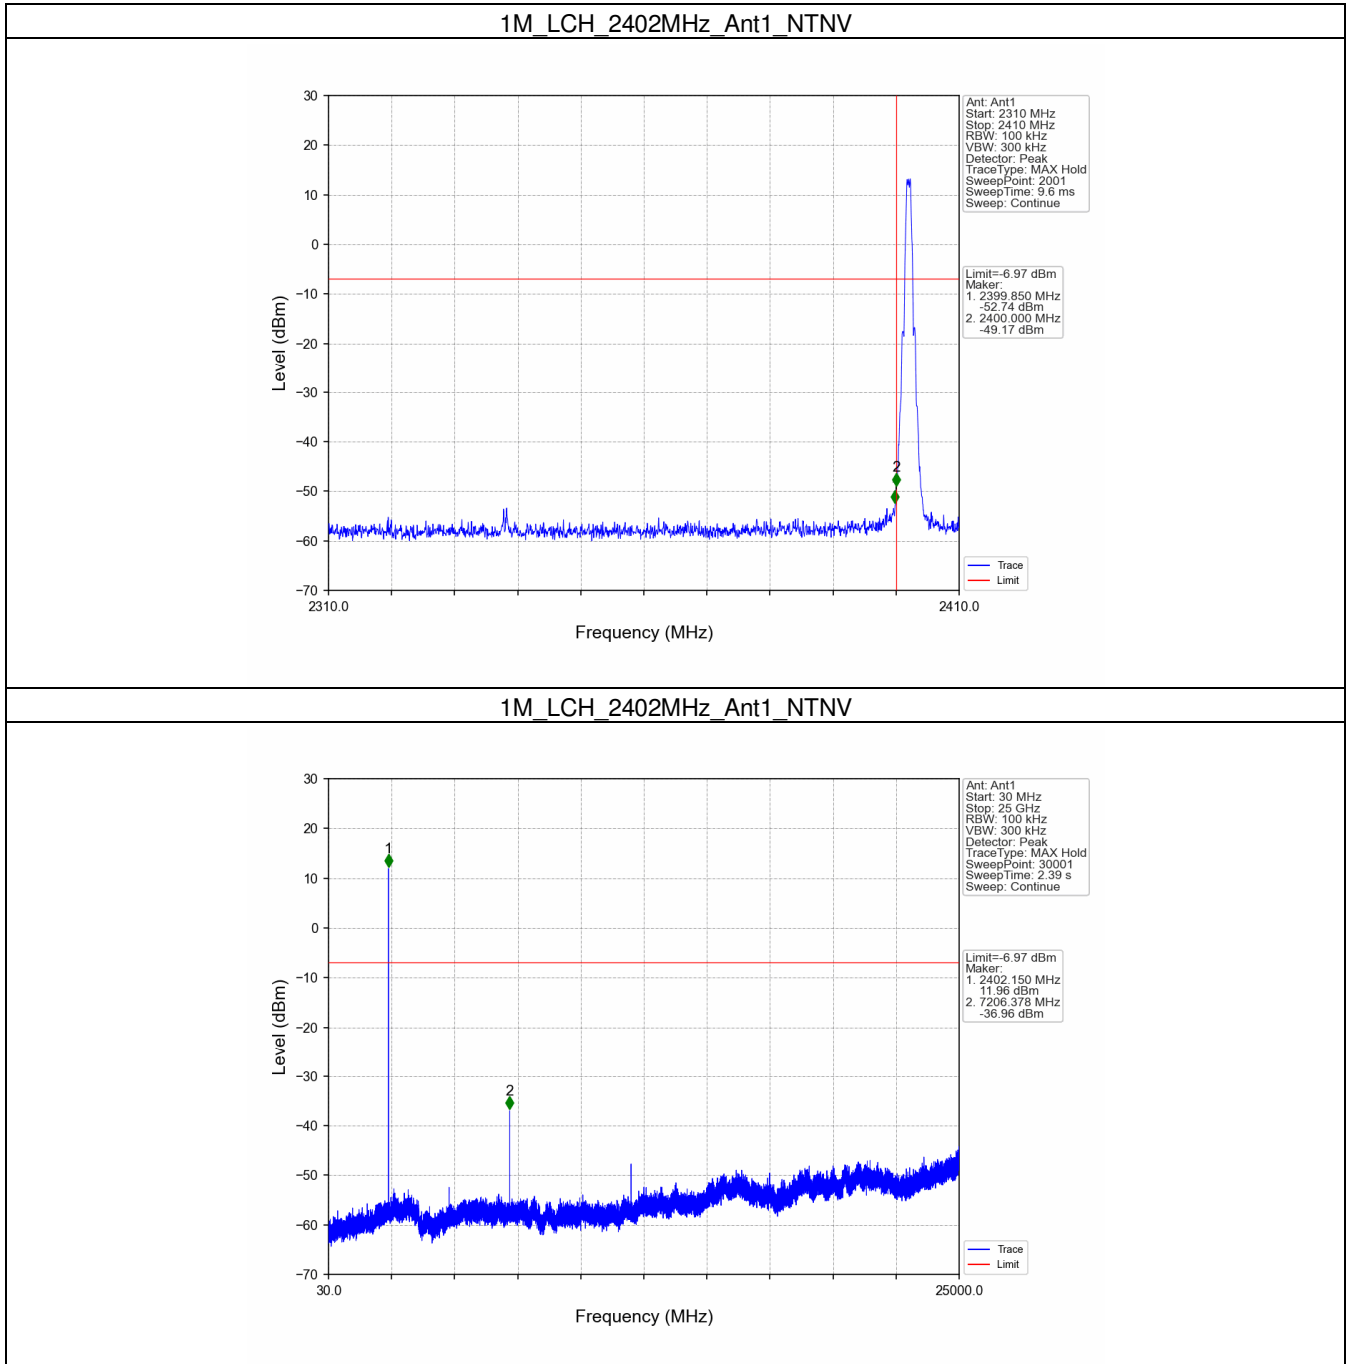 1M_LCH_2402MHz_Ant1_NTNV
30
20
10
0
−10
−20
−30
−40
−50
−60
−70
Level (dBm)
2310.0
2410.0
Frequency (MHz)
2
Ant: Ant1
Start: 2310 MHz
Stop: 2410 MHz
RBW: 100 kHz
VBW: 300 kHz
Detector: Peak
TraceType: MAX Hold
SweepPoint: 2001
SweepTime: 9.6 ms
Sweep: Continue
Limit=-6.97 dBm
Maker:
1. 2399.850 MHz
-52.74 dBm
2. 2400.000 MHz
-49.17 dBm
Trace
Limit
1M_LCH_2402MHz_Ant1_NTNV
30
20
10
0
−10
−20
−30
−40
−50
−60
−70
Level (dBm)
30.0
25000.0
Frequency (MHz)
1
2
Ant: Ant1
Start: 30 MHz
Stop: 25 GHz
RBW: 100 kHz
VBW: 300 kHz
Detector: Peak
TraceType: MAX Hold
SweepPoint: 30001
SweepTime: 2.39 s
Sweep: Continue
Limit=-6.97 dBm
Maker:
1. 2402.150 MHz
11.96 dBm
2. 7206.378 MHz
-36.96 dBm
Trace
Limit